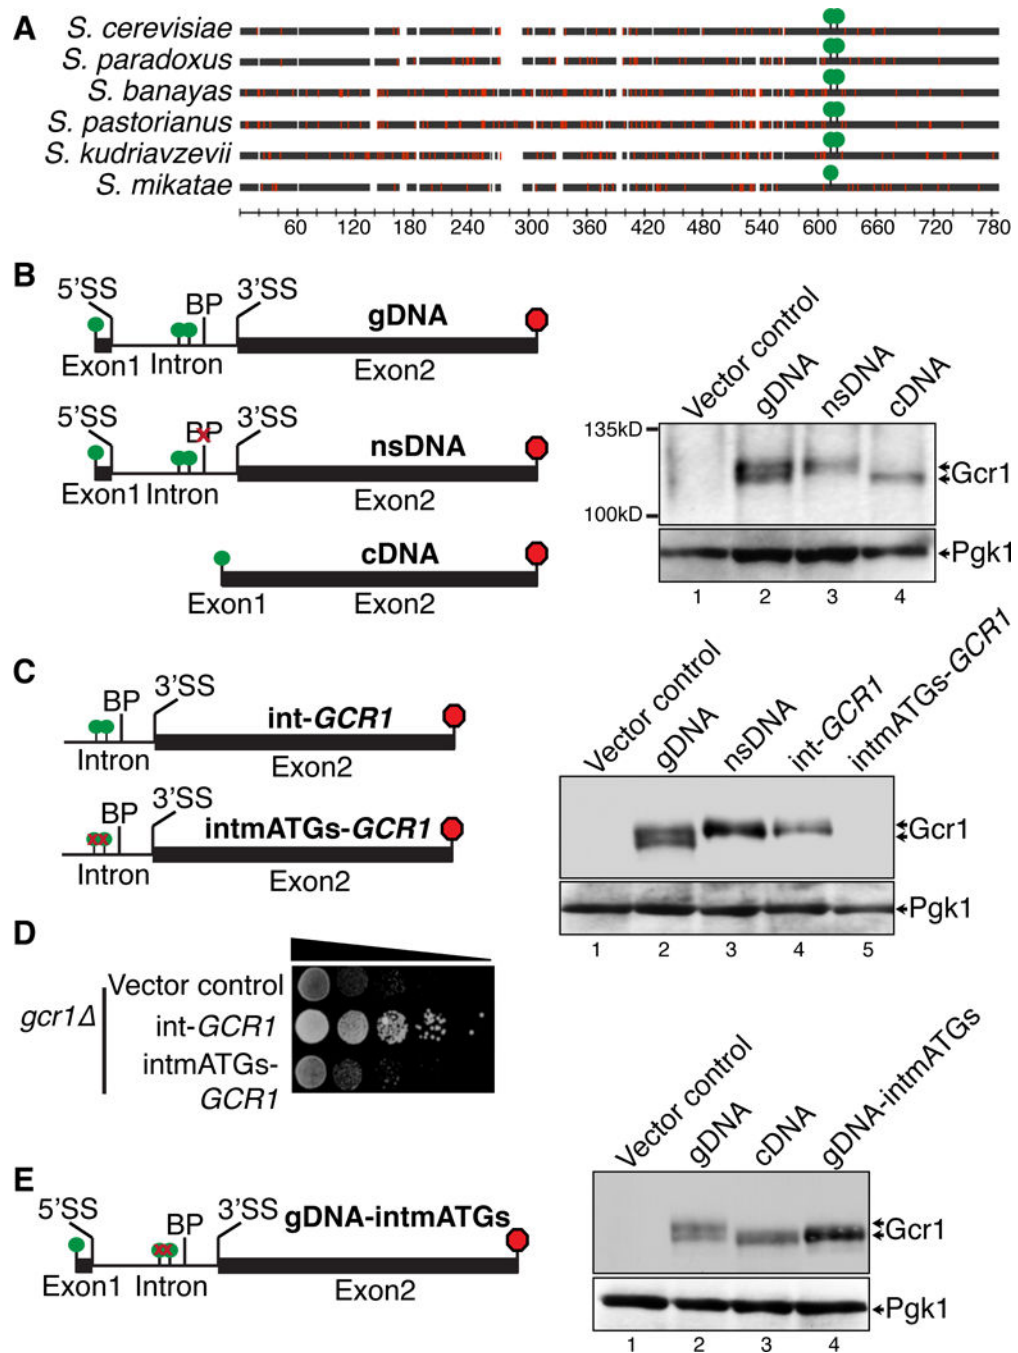 A
S. cerevisiae
S. paradoxus
S. banayas
S. pastorianus
S. kudriavzevii
S. mikatae
60 120 180 240 300 360 420 480 540 600 660 720 780
B
5'SS BP 3'SS gDNA
Exon1 Intron Exon2
5'SS BP 3'SS nsDNA
Exon1 Intron Exon2
cDNA
Exon1 Exon2
Vector control gDNA nsDNA cDNA
135kD
100kD
Gcr1
Pgk1
1 2 3 4
C
BP 3'SS int-GCR1
Intron Exon2
BP 3'SS intmATGs-GCR1
Intron Exon2
Vector control gDNA nsDNA int-GCR1 intmATGs-GCR1
Gcr1
Pgk1
1 2 3 4 5
D
gcr1Δ
Vector control
int-GCR1
intmATGs-
GCR1
E
5'SS BP 3'SS gDNA-intmATGs
Exon1 Intron Exon2
Vector control gDNA cDNA gDNA-intmATGs
Gcr1
Pgk1
1 2 3 4